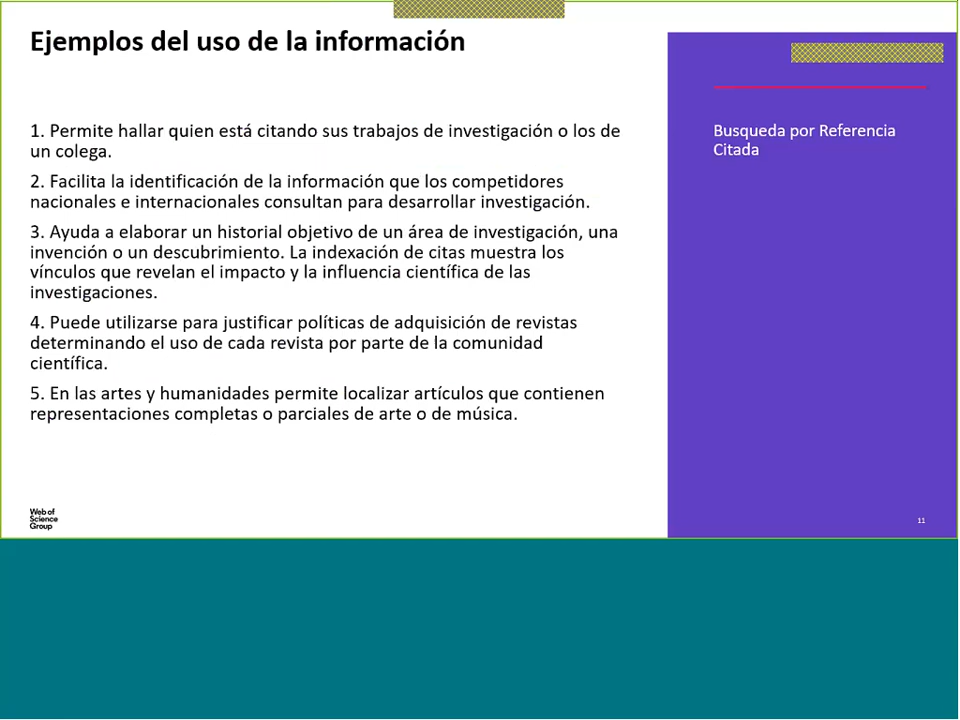 Ejemplos del uso de la información
1. Permite hallar quien está citando sus trabajos de investigación o los de
un colega.
2. Facilita la identificación de la información que los competidores
nacionales e internacionales consultan para desarrollar investigación.
3. Ayuda a elaborar un historial objetivo de un área de investigación, una
invención o un descubrimiento. La indexación de citas muestra los
vínculos que revelan el impacto y la influencia científica de las
investigaciones.
4. Puede utilizarse para justificar políticas de adquisición de revistas
determinando el uso de cada revista por parte de la comunidad
científica.
5. En las artes y humanidades permite localizar artículos que contienen
representaciones completas o parciales de arte o de música.
Busqueda por Referencia
Citada
Web of
Science
Group
11